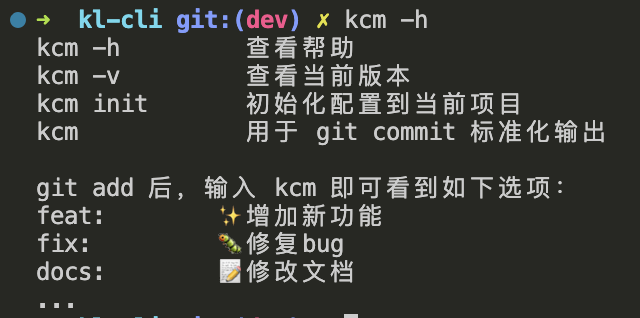 ➜ kl-cli git:(dev) ✗ kcm -h
kcm -h 查看帮助
kcm -v 查看当前版本
kcm init 初始化配置到当前项目
kcm 用于 git commit 标准化输出
git add 后, 输入 kcm 即可看到如下选项:
feat: ✨增加新功能
fix: 🐛修复bug
docs: 📝修改文档
...